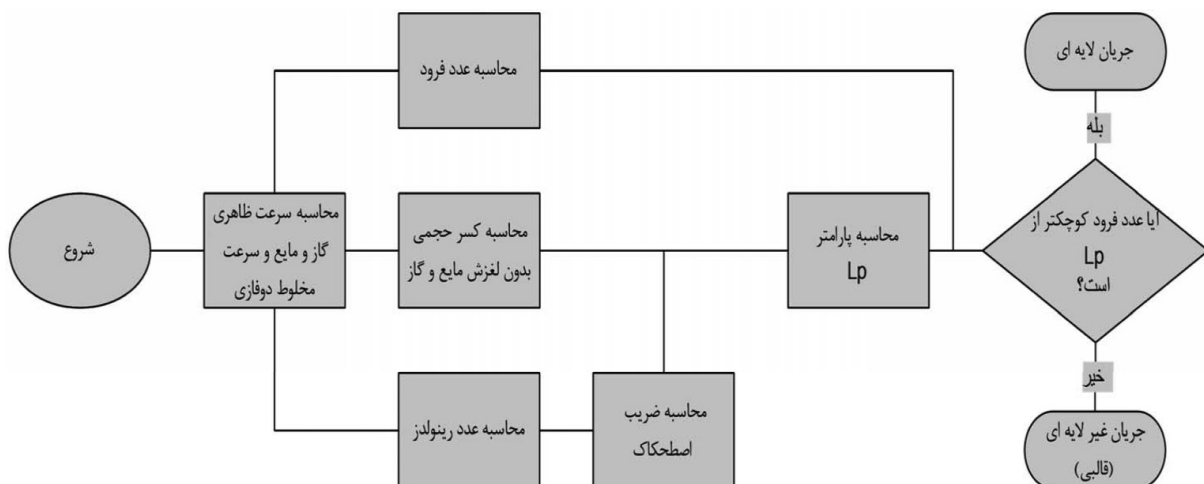 شروع
محاسبه سرعت ظاهری
گاز و مایع و سرعت
مخلوط دوفازی
محاسبه عدد فرود
محاسبه کسر حجمی
بدون لغزش مایع و گاز
محاسبه عدد رینولدز
محاسبه ضریب
اصطحکاک
محاسبه پارامتر
Lp
آیا عدد فرود کوچکتر از
Lp
است؟
بله
جریان لایه ای
خیر
جریان غیر لایه ای
(قالبی)